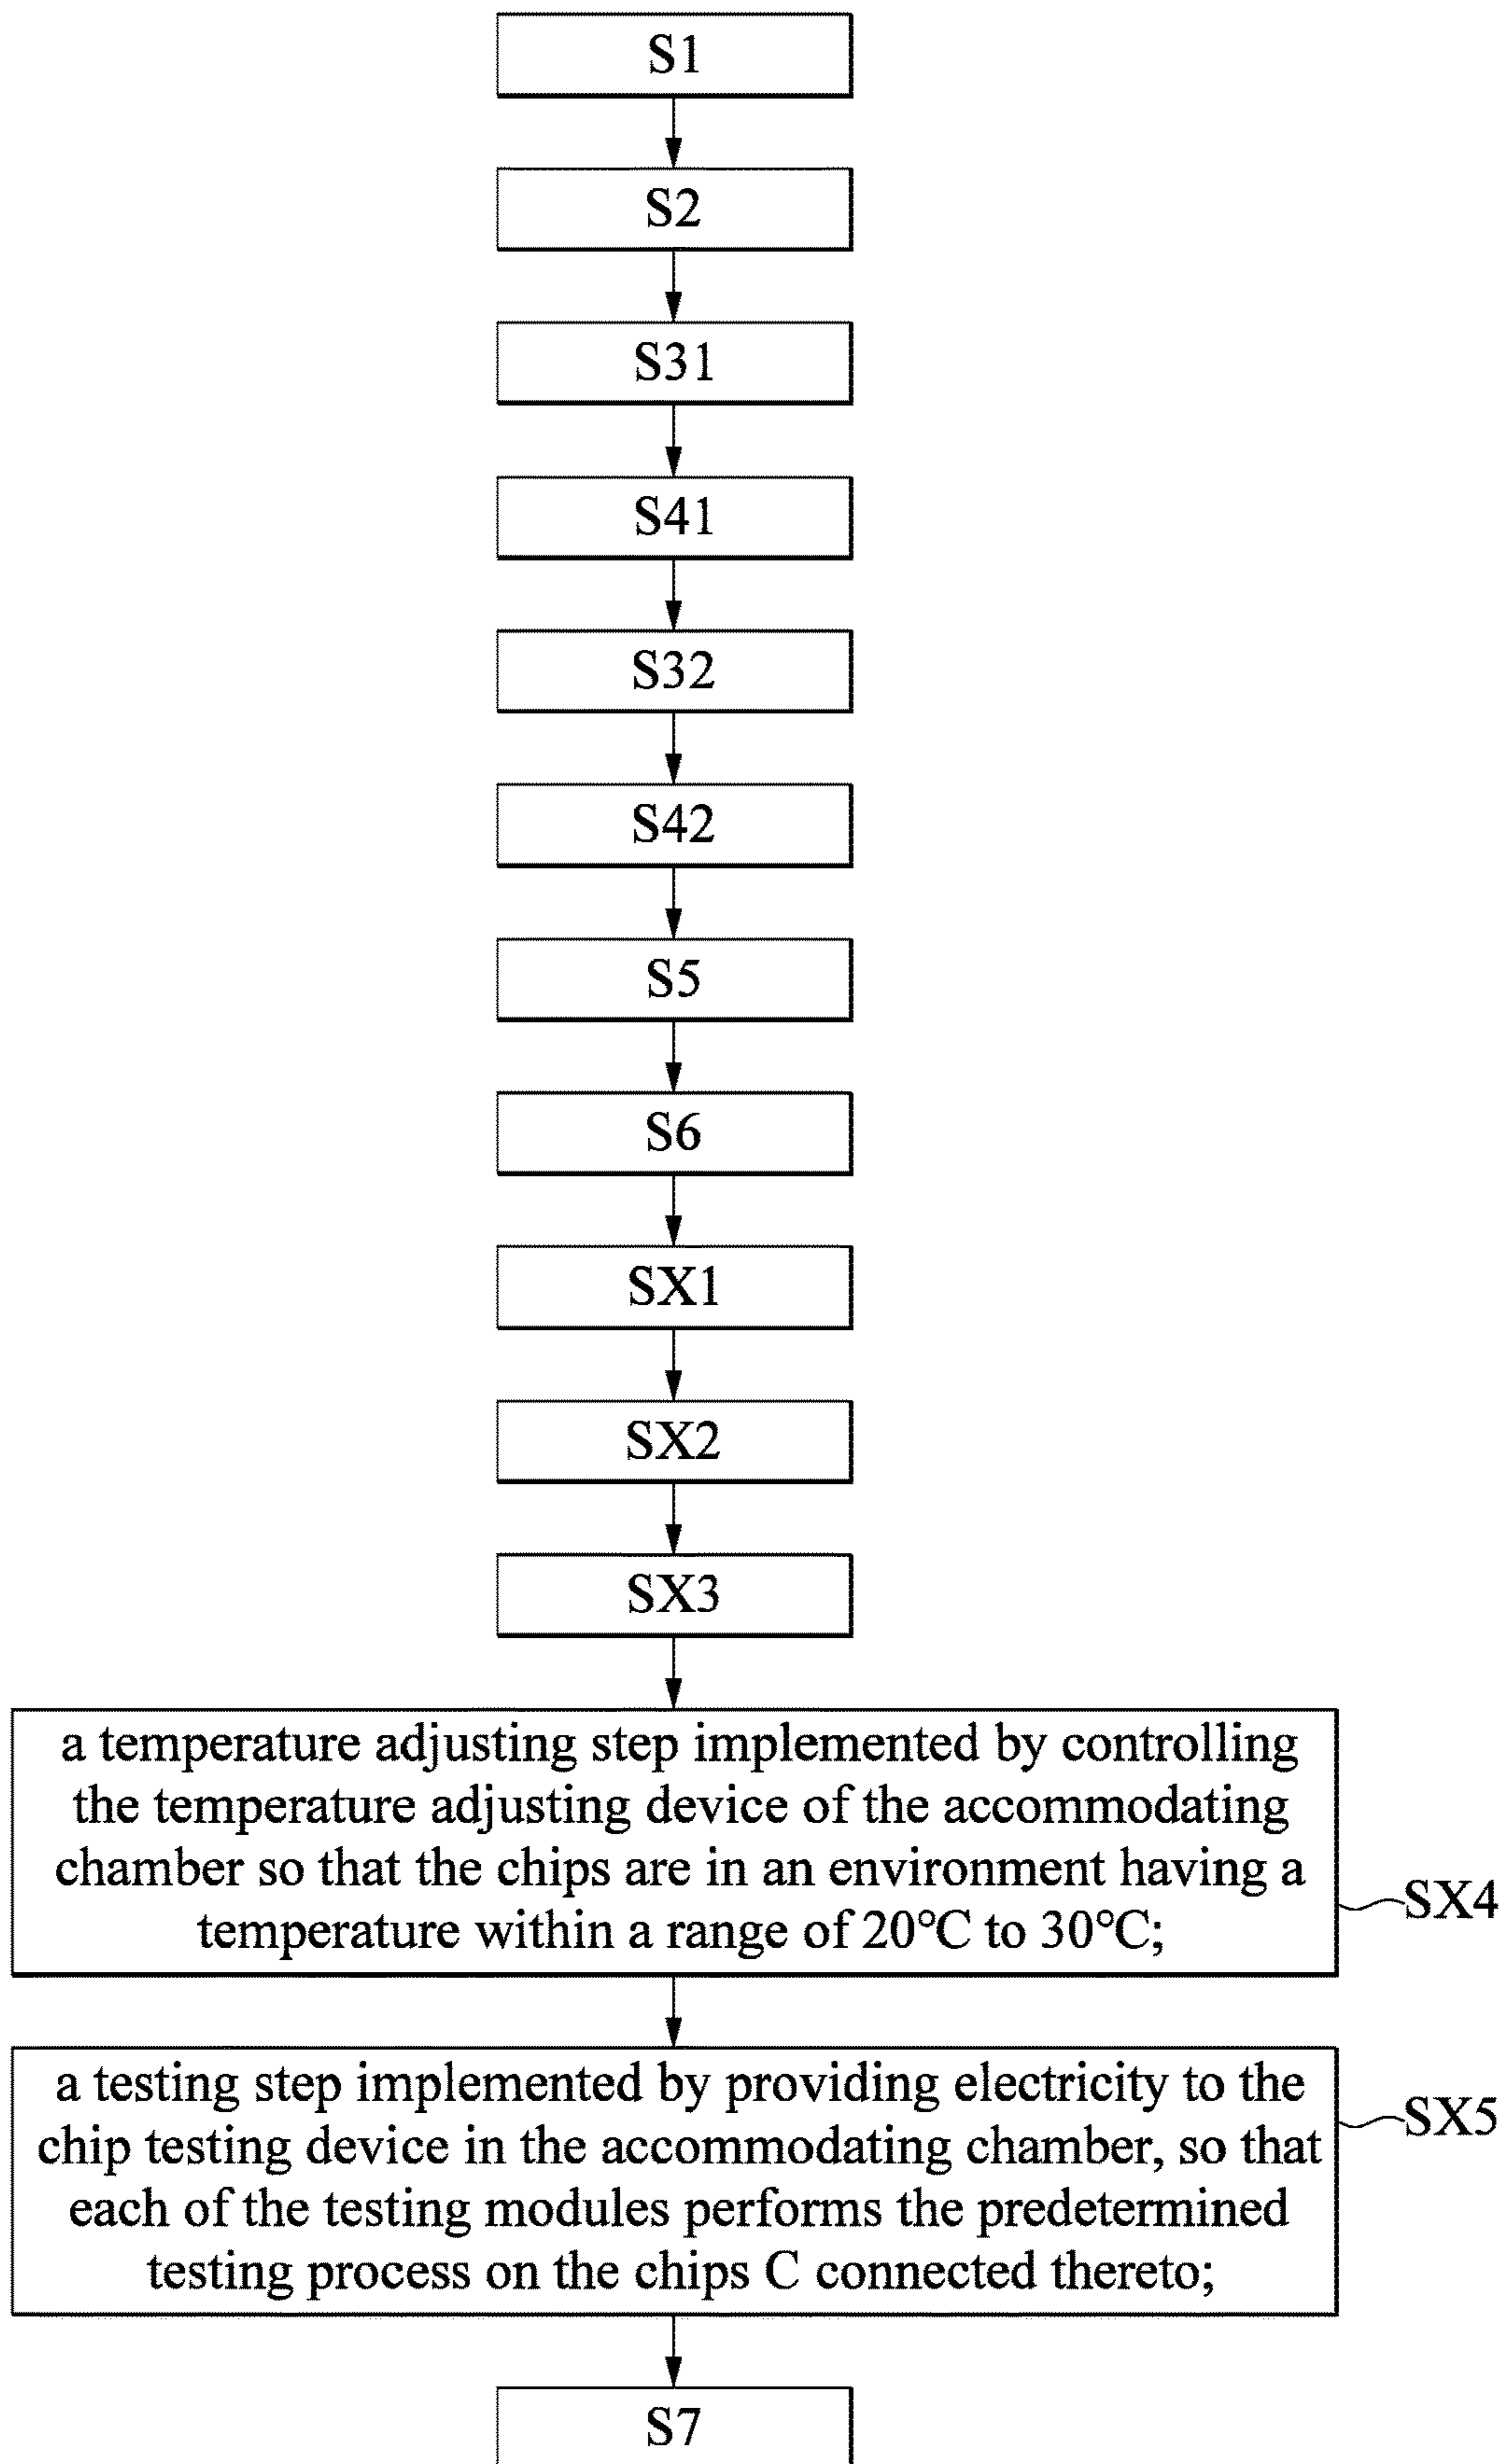 S1
S2
S31
S41
S32
S42
S5
S6
SX1
SX2
SX3
a temperature adjusting step implemented by controlling
the temperature adjusting device of the accommodating
chamber so that the chips are in an environment having a
temperature within a range of 20℃ to 30℃;
SX4
a testing step implemented by providing electricity to the
chip testing device in the accommodating chamber, so that
each of the testing modules performs the predetermined
testing process on the chips C connected thereto;
SX5
S7